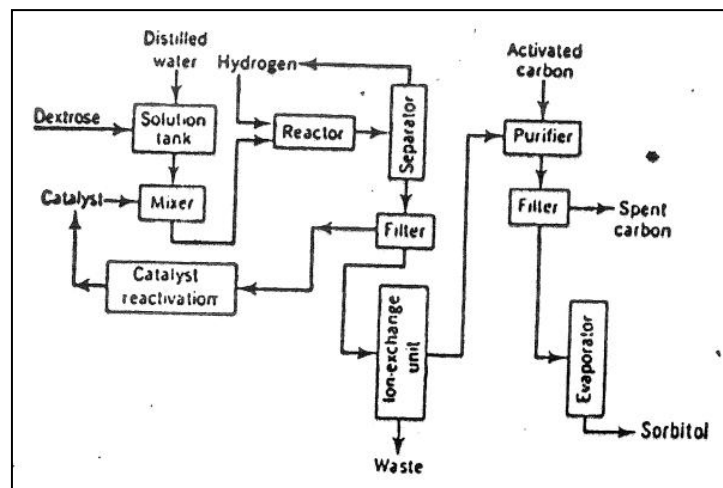 Distilled
water
Hydrogen
Activated
carbon
Dextrose
Solution
tank
Reactor
Separator
Purifier
Catalyst
Mixer
Filter
Filter
Spent
carbon
Catalyst
reactivation
Ion-exchange
unit
Evaporator
Sorbitol
Waste